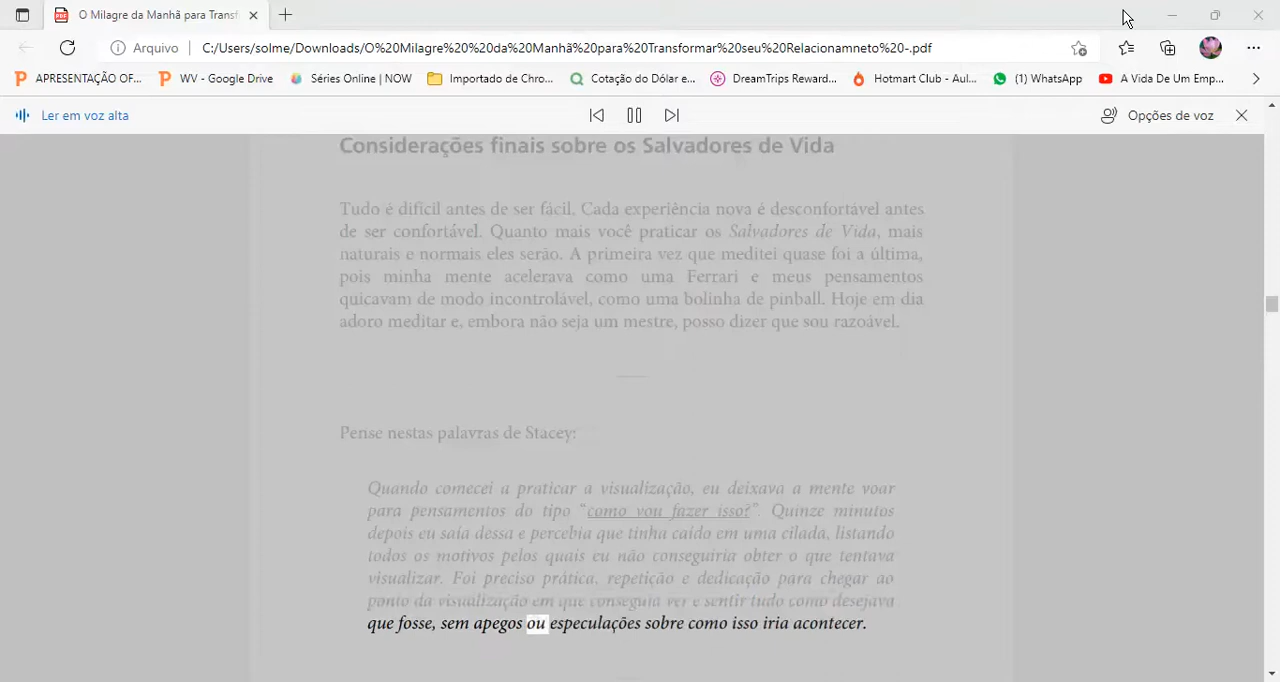 O Milagre da Manhã para Transf
Arquivo
C:/Users/solme/Downloads/O%20Milagre%20%20da%20Manhã%20para%20Transformar%20seu%20Relacionamneto%20-.pdf
APRESENTAÇÃO OF...
WV - Google Drive
Séries Online | NOW
Importado de Chro...
Cotação do Dólar e...
DreamTrips Reward...
Hotmart Club - Aul...
(1) WhatsApp
A Vida De Um Emp...
Ler em voz alta
Opções de voz
Considerações finais sobre os Salvadores de Vida
Tudo é difícil antes de ser fácil. Cada experiência nova é desconfortável antes
de ser confortável. Quanto mais você praticar os Salvadores de Vida, mais
naturais e normais eles serão. A primeira vez que meditei quase foi a última,
pois minha mente acelerava como uma Ferrari e meus pensamentos
quicavam de modo incontrolável, como uma bolinha de pinball. Hoje em dia
adoro meditar e, embora não seja um mestre, posso dizer que sou razoável.
Pense nestas palavras de Stacey:
Quando comecei a praticar a visualização, eu deixava a mente voar
para pensamentos do tipo “como vou fazer isso?”. Quinze minutos
depois eu saía dessa e percebia que tinha caído em uma cilada, listando
todos os motivos pelos quais eu não conseguiria obter o que tentava
visualizar. Foi preciso prática, repetição e dedicação para chegar ao
ponto da visualização em que conseguia ver e sentir tudo como desejava
que fosse, sem apegos ou especulações sobre como isso iria acontecer.